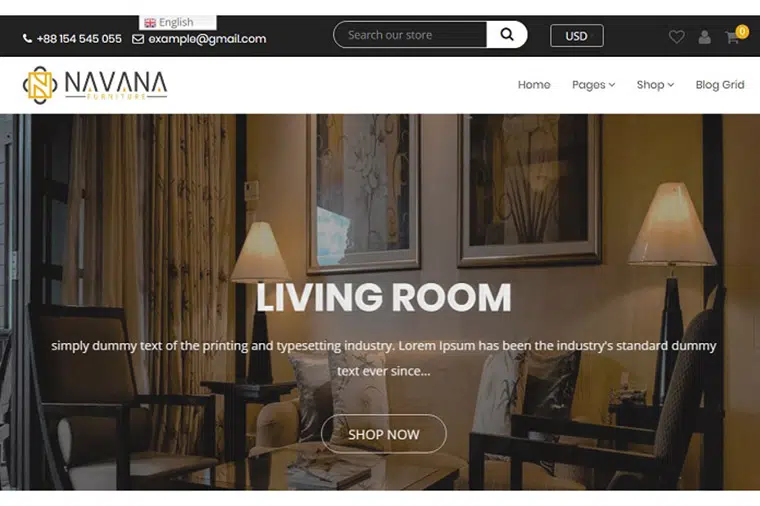 English
+88 154 545 055 example@gmail.com Search our store USD 0
NAVANA
FURNITURE
Home Pages Shop Blog Grid
LIVING ROOM
simply dummy text of the printing and typesetting industry. Lorem Ipsum has been the industry's standard dummy
text ever since...
SHOP NOW